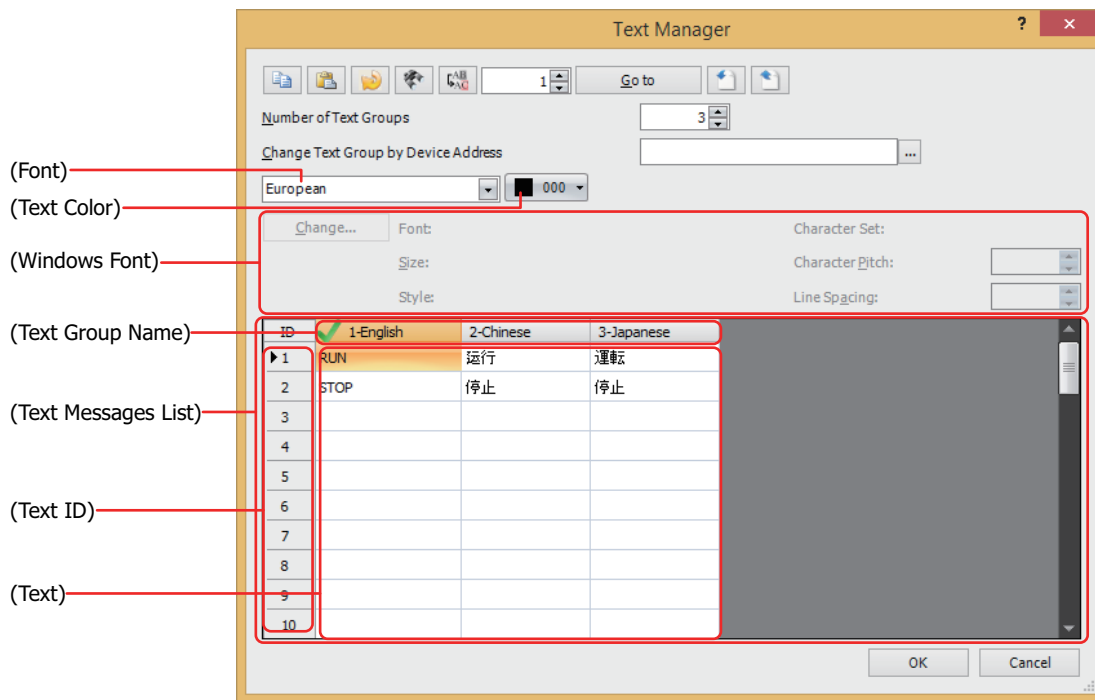 Text Manager
?
1
Go to
Number of Text Groups
3
Change Text Group by Device Address
...
(Font)
European
000
(Text Color)
Change...
Font:
Character Set:
(Windows Font)
Size:
Character Pitch:
Style:
Line Spacing:
(Text Group Name)
ID 1-English 2-Chinese 3-Japanese
1 RUN 运行 運転
2 STOP 停止 停止
(Text Messages List)
3
4
5
(Text ID)
6
7
8
(Text)
9
10
OK
Cancel